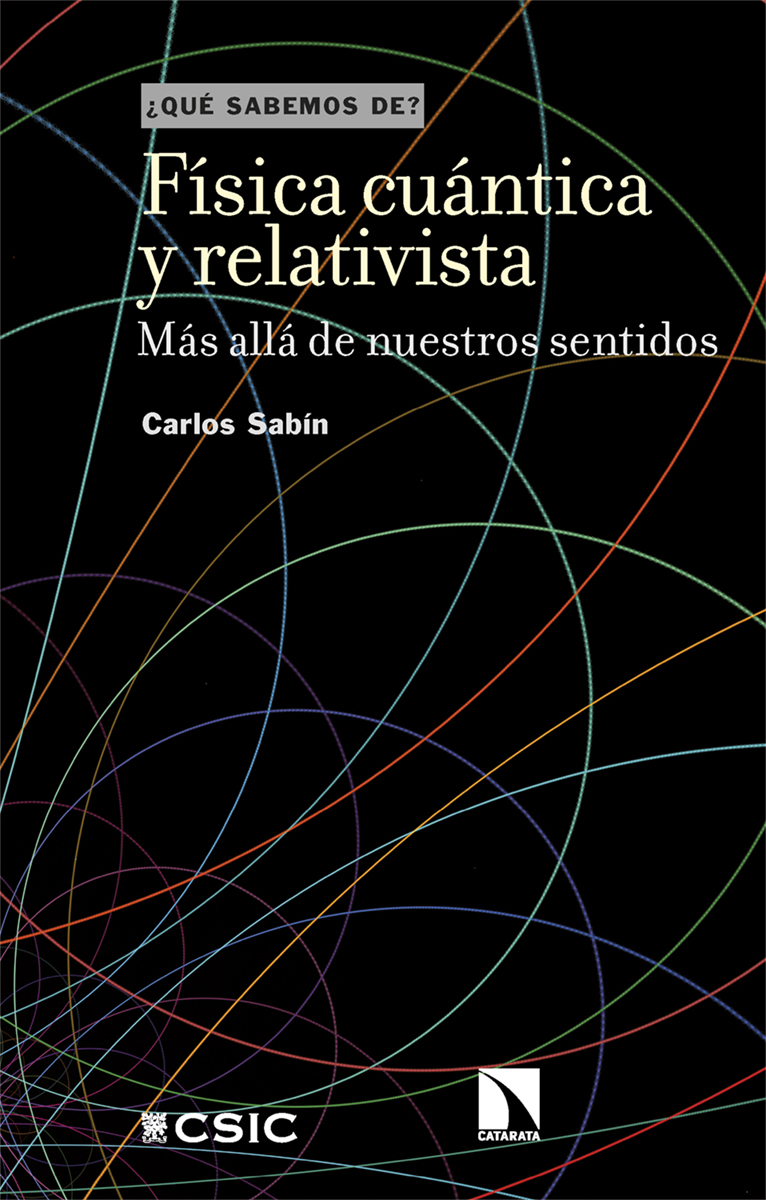 ¿QUÉ SABEMOS DE?
Física cuántica
y relativista
Más allá de nuestros sentidos
Carlos Sabín
CSIC
CATARATA